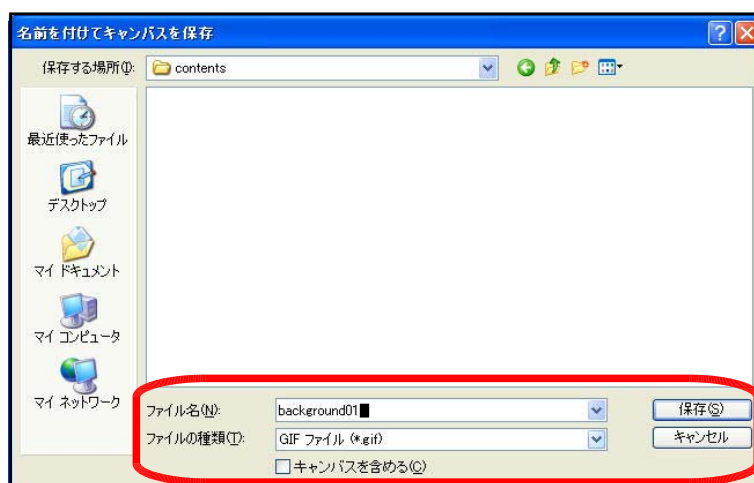 名前を付けてキャンバスを保存
保存する場所(I): contents
最近使ったファイル
デスクトップ
マイ ドキュメント
マイ コンピュータ
マイ ネットワーク
ファイル名(N): background01 保存(S)
ファイルの種類(T): GIF ファイル (*.gif) キャンセル
キャンバスを含める(C)